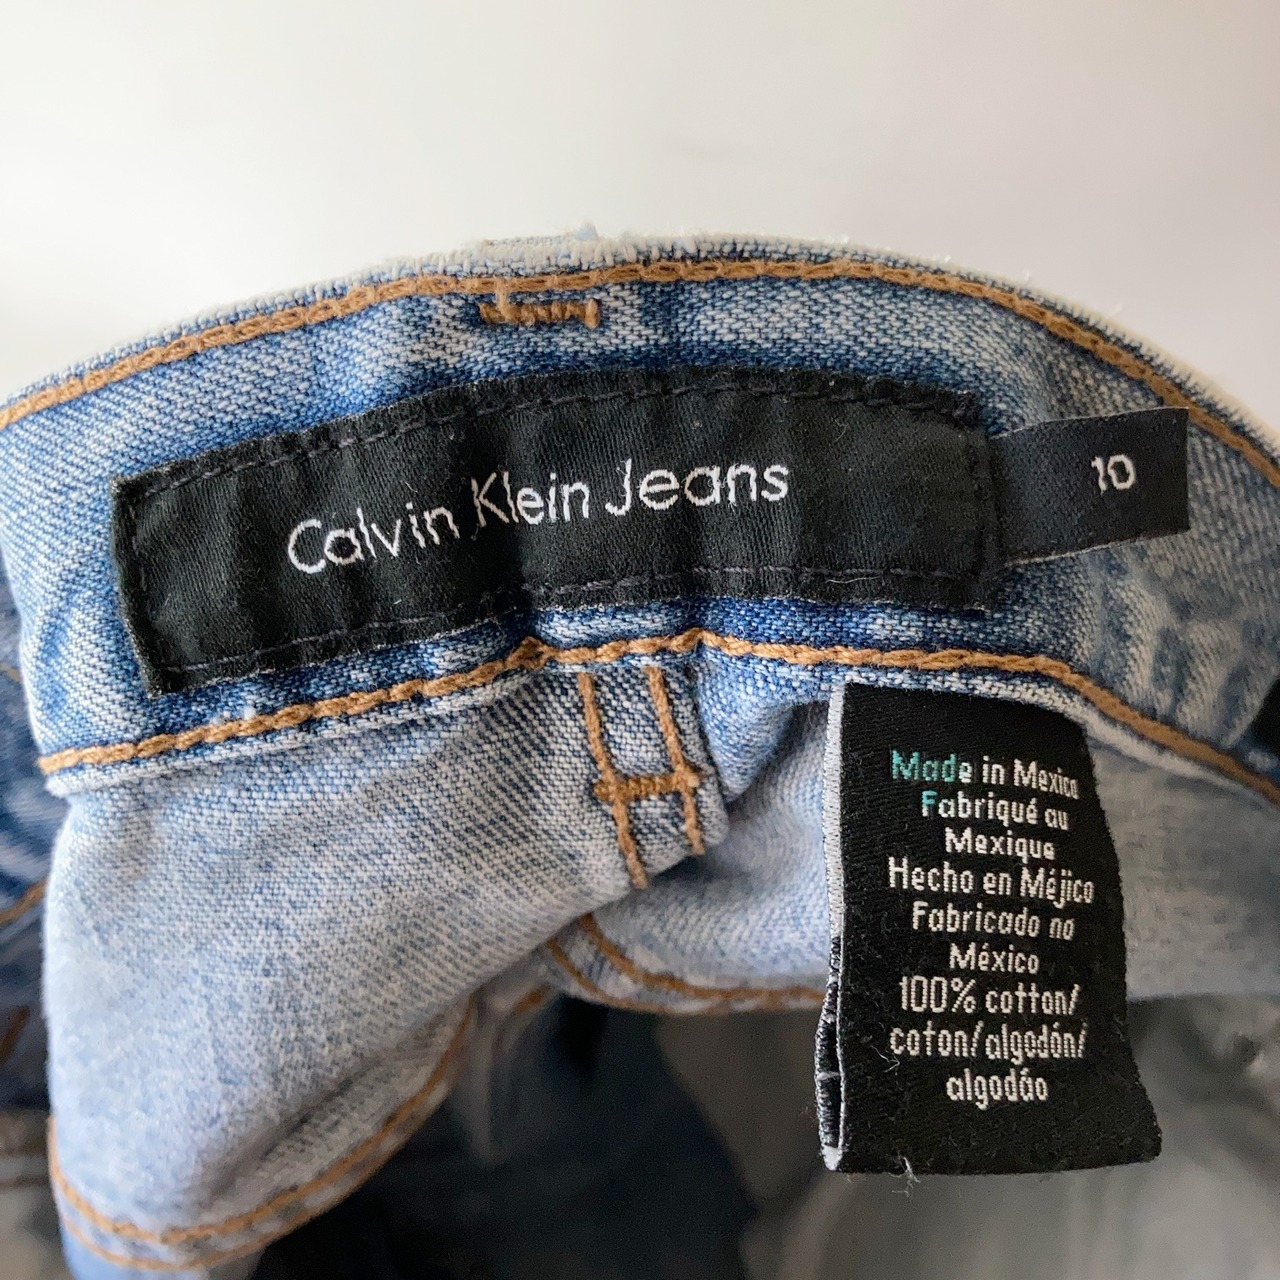 Calvin Klein Jeans
10
Made in Mexico
Fabriqué au
Mexique
Hecho en Méjico
Fabricado no
México
100% cotton/
coton/algodón/
algodáo